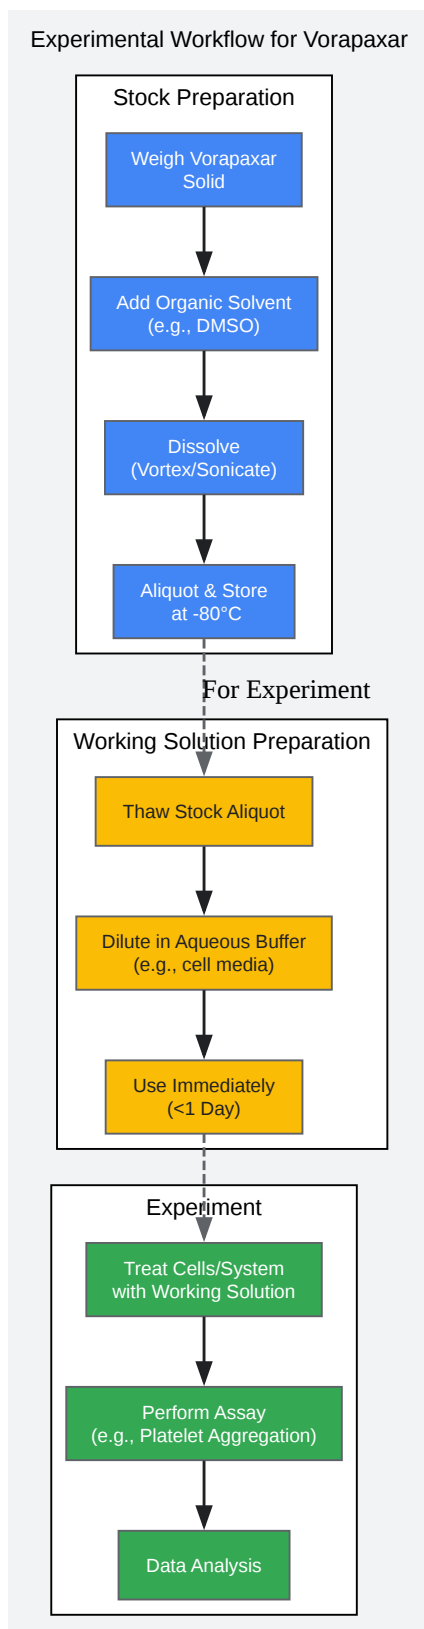 Experimental Workflow for Vorapaxar
Stock Preparation
Weigh Vorapaxar
Solid
Add Organic Solvent
(e.g., DMSO)
Dissolve
(Vortex/Sonicate)
Aliquot & Store
at -80°C
For Experiment
Working Solution Preparation
Thaw Stock Aliquot
Dilute in Aqueous Buffer
(e.g., cell media)
Use Immediately
(<1 Day)
Experiment
Treat Cells/System
with Working Solution
Perform Assay
(e.g., Platelet Aggregation)
Data Analysis